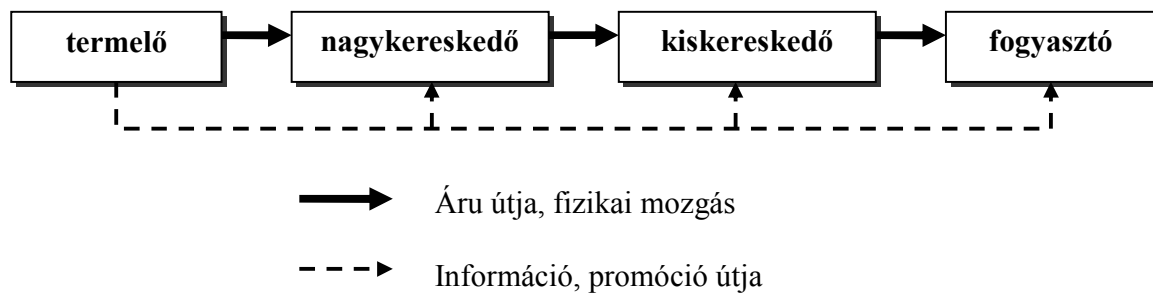 termelő nagykereskedő kiskereskedő fogyasztó
Áru útja, fizikai mozgás
Információ, promóció útja